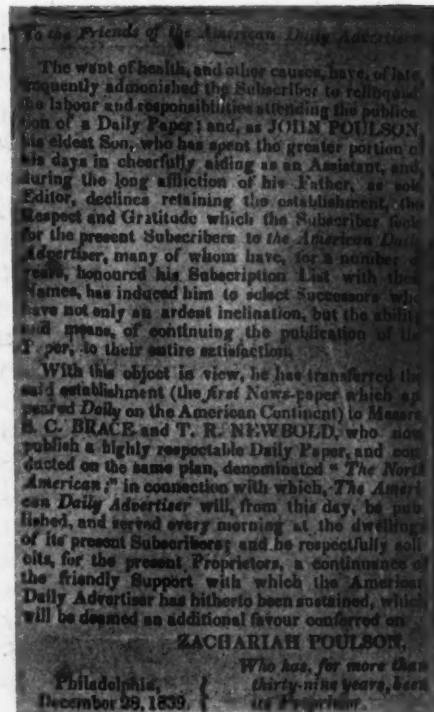 To the Friends of the American Daily Advertiser
The want of health, and other causes, have, of late,
frequently admonished the Subscriber to relinquish
the labour and responsibilities attending the publica
tion of a Daily Paper; and, as JOHN POULSON,
his eldest Son, who has spent the greater portion of
his days in cheerfully aiding as an Assistant, and,
during the long affliction of his Father, as sole
Editor, declines retaining the establishment, the
Respect and Gratitude which the Subscriber feels
for the present Subscribers to the American Daily
Advertiser, many of whom have, for a number of
years, honoured his Subscription List with their
Names, has induced him to select Successors who
have not only an ardent inclination, but the ability
and means, of continuing the publication of the
Paper, to their entire satisfaction.
With this object in view, he has transferred the
said establishment (the first News-paper which ap
peared Daily on the American Continent) to Messrs.
C. BRACE and T. R. NEWBOLD, who now
publish a highly respectable Daily Paper, and con
ducted on the same plan, denominated "The North
American;" in connection with which, The Ameri
can Daily Advertiser will, from this day, be pub
lished, and served every morning at the dwellings
of its present Subscribers; and he respectfully soli
cits, for the present Proprietors, a continuance of
the friendly Support with which the American
Daily Advertiser has hitherto been sustained, which
will be deemed an additional favour conferred on
ZACHARIAH POULSON,
Who has, for more than
thirty-nine years, been
its Proprietor.
Philadelphia,
December 28, 1839.